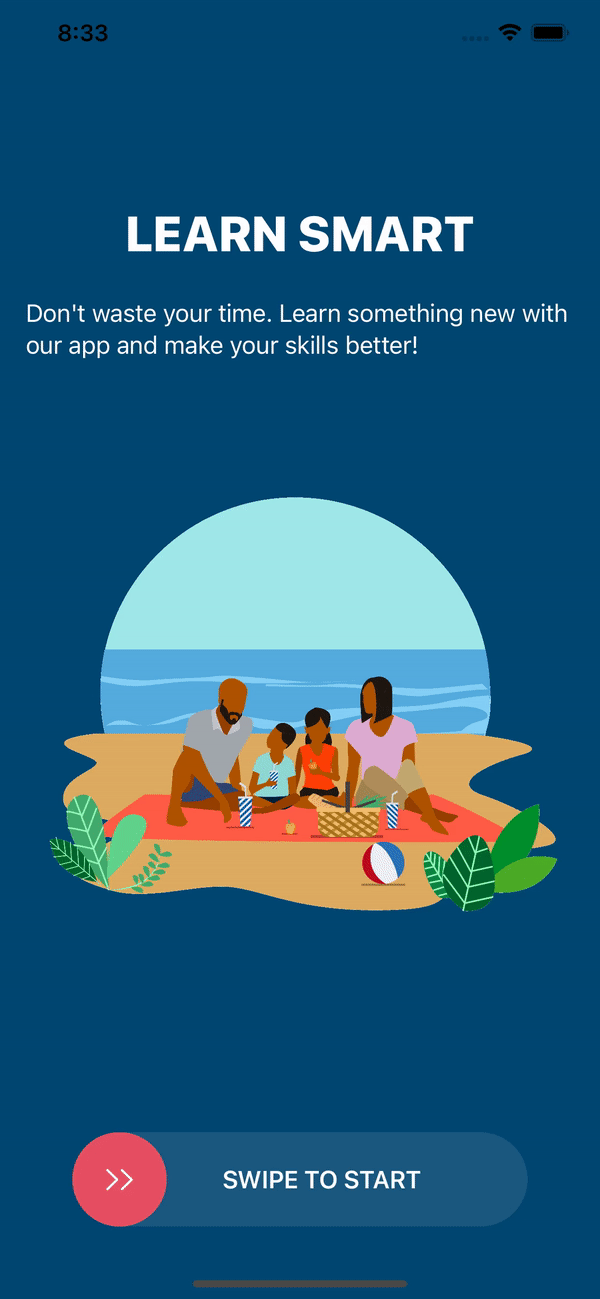 8:33
LEARN SMART
Don't waste your time. Learn something new with
our app and make your skills better!
SWIPE TO START